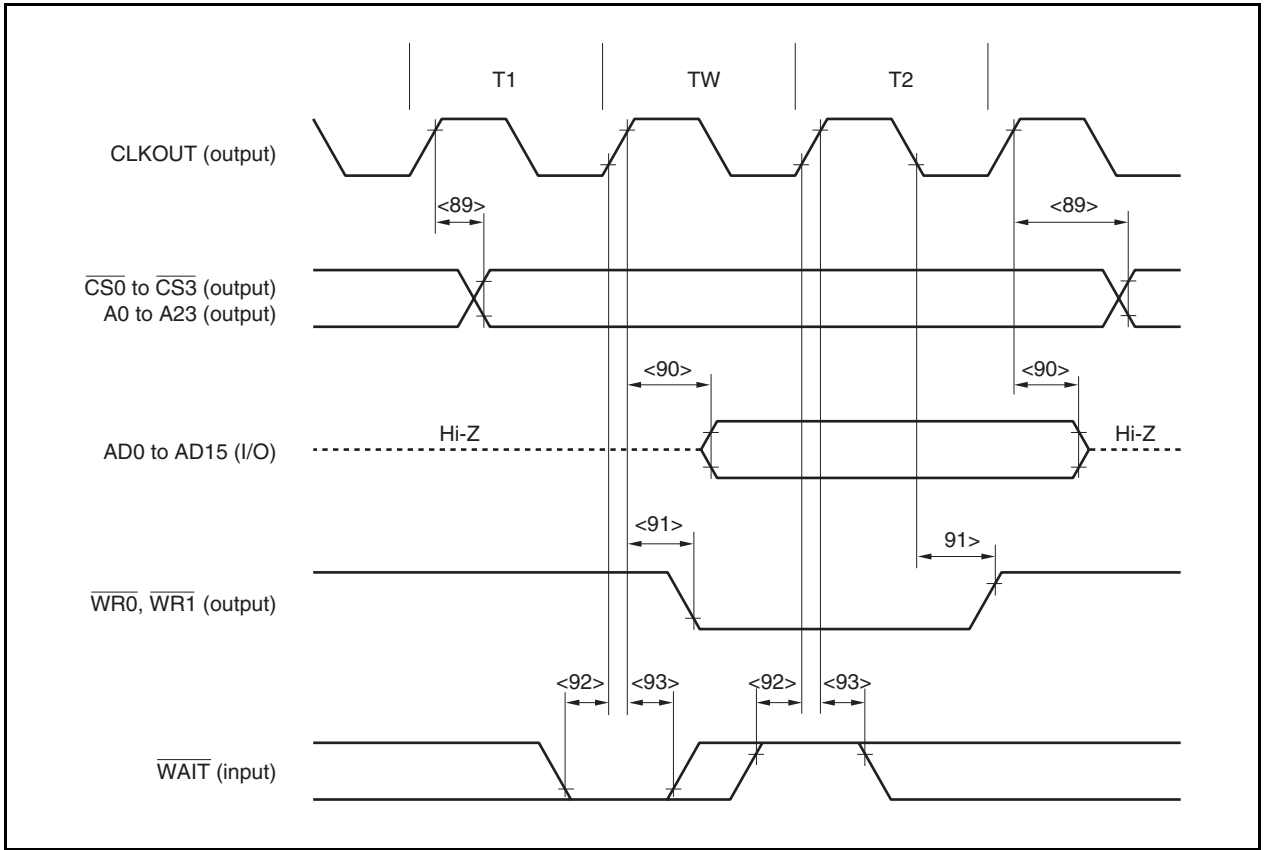 T1 TW T2
CLKOUT (output)
<89> <89>
CS0 to CS3 (output)
A0 to A23 (output)
<90> <90>
AD0 to AD15 (I/O) Hi-Z Hi-Z
<91> 91>
WR0, WR1 (output)
<92> <93> <92> <93>
WAIT (input)